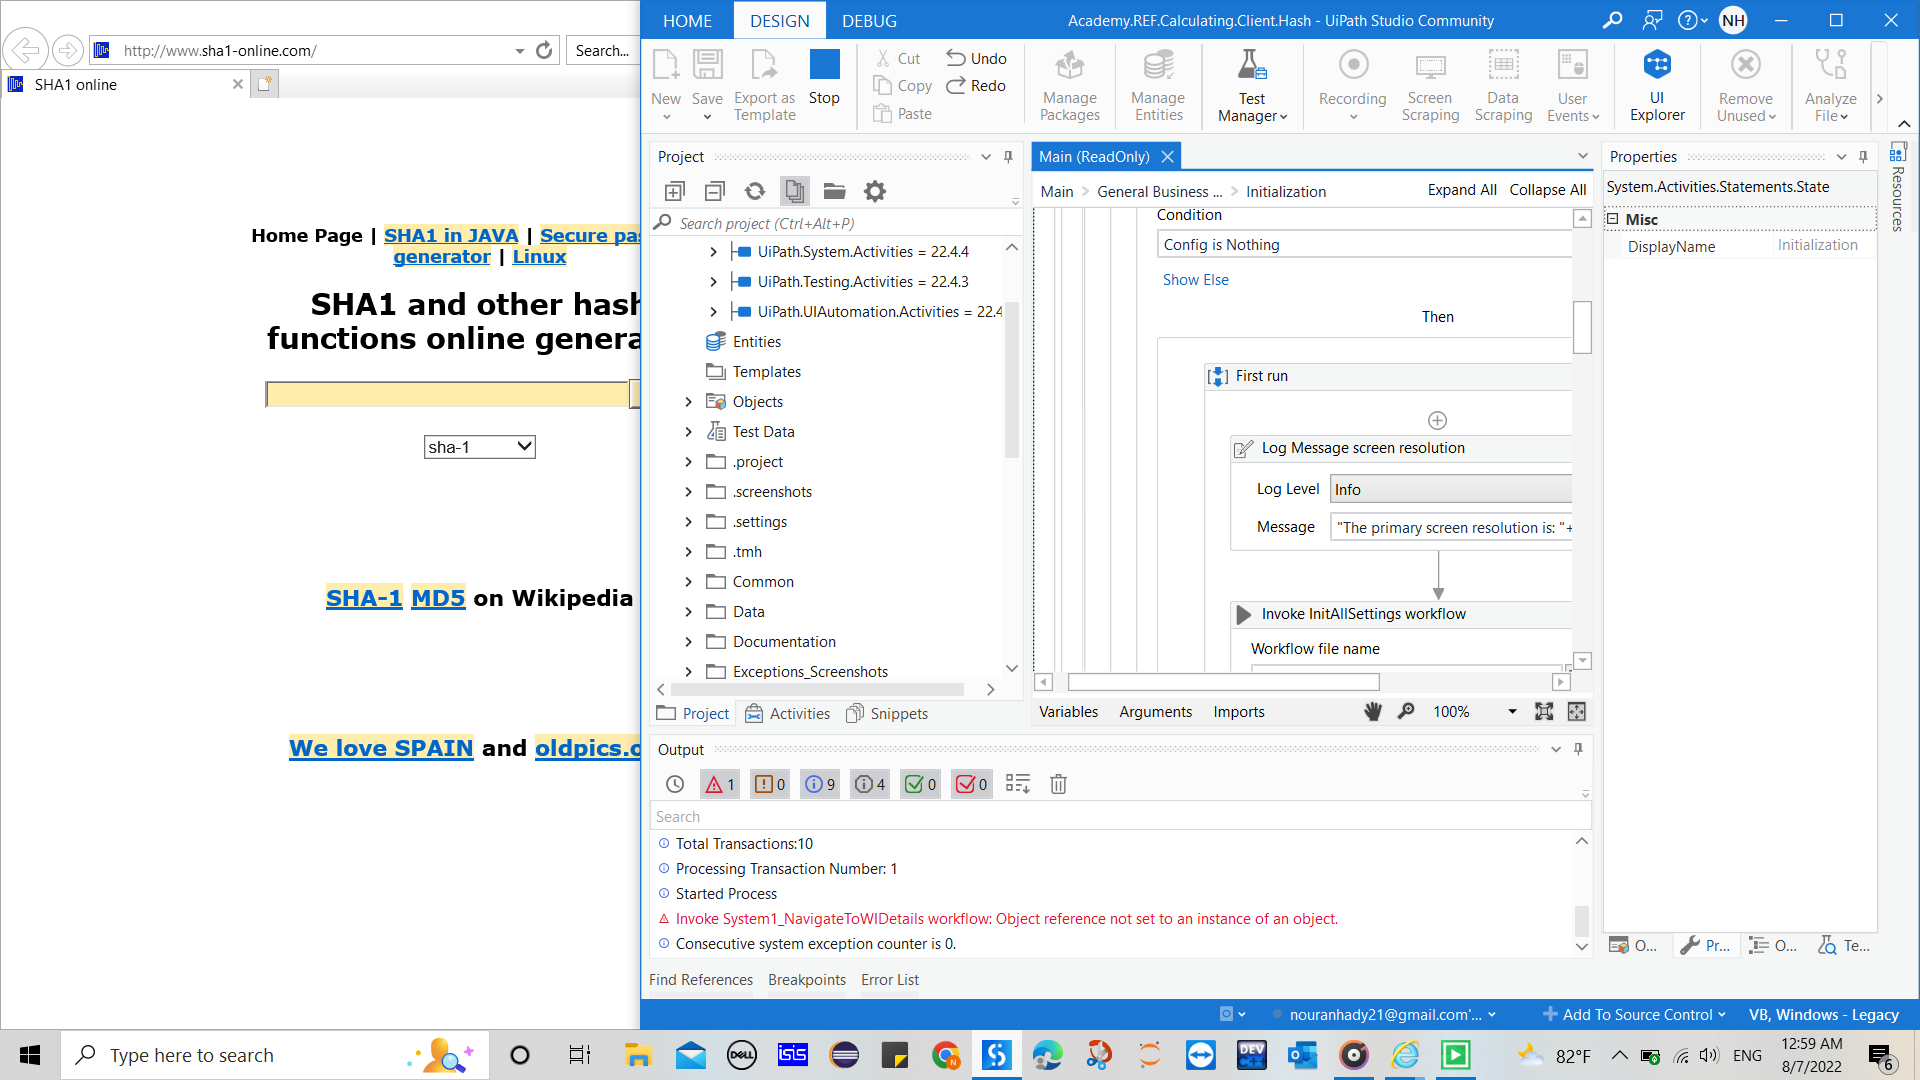 http://www.sha1-online.com/
Search...
SHA1 online
Home Page | SHA1 in JAVA | Secure pas
generator | Linux
SHA1 and other hash
functions online genera
sha-1
SHA-1 MD5 on Wikipedia
We love SPAIN and oldpics.o
HOME
DESIGN
DEBUG
Academy.REF.Calculating.Client.Hash - UiPath Studio Community
NH
New
Save
Export as
Template
Stop
Cut
Copy
Paste
Undo
Redo
Manage
Packages
Manage
Entities
Test
Manager
Recording
Screen
Scraping
Data
Scraping
User
Events
UI
Explorer
Remove
Unused
Analyze
File
Project
Search project (Ctrl+Alt+P)
UiPath.System.Activities = 22.4.4
UiPath.Testing.Activities = 22.4.3
UiPath.UIAutomation.Activities = 22.4
Entities
Templates
Objects
Test Data
.project
.screenshots
.settings
.tmh
Common
Data
Documentation
Exceptions_Screenshots
Project
Activities
Snippets
Main (ReadOnly)
Main > General Business ... > Initialization
Expand All
Collapse All
Condition
Config is Nothing
Show Else
Then
First run
Log Message screen resolution
Log Level
Info
Message
"The primary screen resolution is: "+
Invoke InitAllSettings workflow
Workflow file name
Variables
Arguments
Imports
100%
Properties
System.Activities.Statements.State
Misc
DisplayName
Initialization
Resources
O...
Pr...
O...
Te...
Output
1
0
9
4
0
0
Search
Total Transactions:10
Processing Transaction Number: 1
Started Process
Invoke System1_NavigateToWIDetails workflow: Object reference not set to an instance of an object.
Consecutive system exception counter is 0.
Find References
Breakpoints
Error List
nouranhady21@gmail.com'...
Add To Source Control
VB, Windows - Legacy
Type here to search
DELL
isis
N
DEV
C++
82°F
ENG
12:59 AM
8/7/2022
6